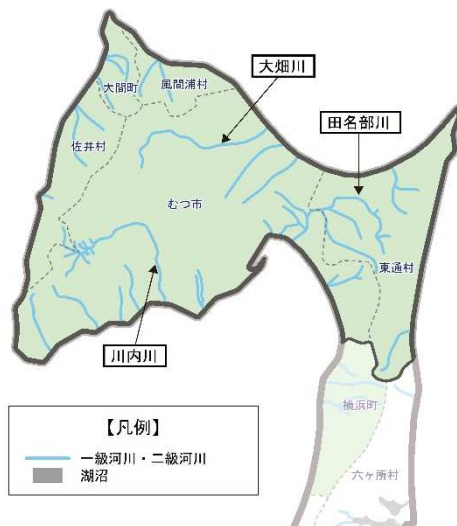 大畑川
大間町
風間浦村
田名部川
佐井村
むつ市
東通村
川内川
横浜町
【凡例】
一級河川・二級河川
湖沼
六ヶ所村